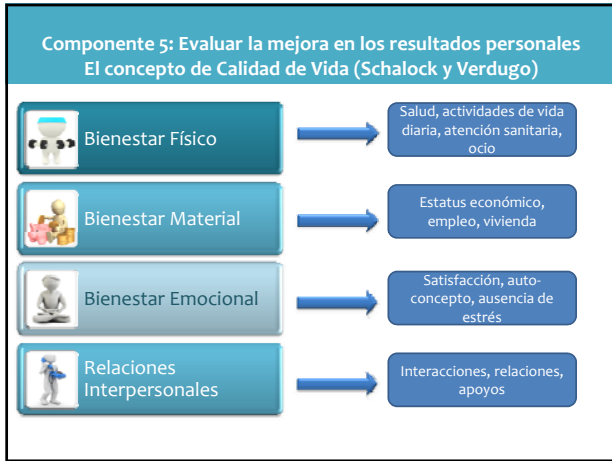 Componente 5: Evaluar la mejora en los resultados personales
El concepto de Calidad de Vida (Schalock y Verdugo)
Bienestar Físico
Salud, actividades de vida
diaria, atención sanitaria,
ocio
Bienestar Material
Estatus económico,
empleo, vivienda
Bienestar Emocional
Satisfacción, auto-
concepto, ausencia de
estrés
Relaciones
Interpersonales
Interacciones, relaciones,
apoyos